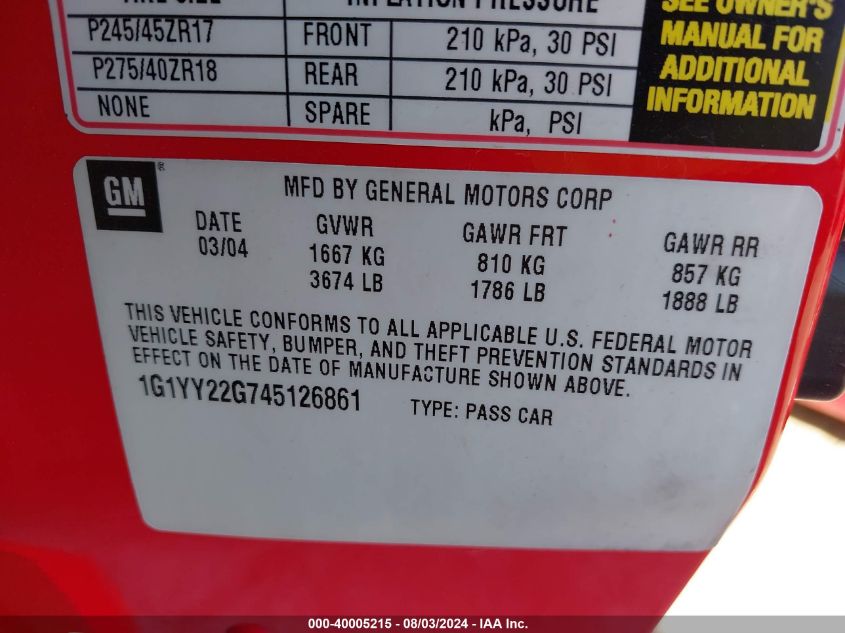 TIRE SIZE INFLATION PRESSURE
P245/45ZR17 FRONT 210 kPa, 30 PSI
P275/40ZR18 REAR 210 kPa, 30 PSI
NONE SPARE kPa, PSI
SEE OWNER'S
MANUAL FOR
ADDITIONAL
INFORMATION
GM®
MFD BY GENERAL MOTORS CORP
DATE GVWR GAWR FRT GAWR RR
03/04 1667 KG 810 KG 857 KG
3674 LB 1786 LB 1888 LB
THIS VEHICLE CONFORMS TO ALL APPLICABLE U.S. FEDERAL MOTOR
VEHICLE SAFETY, BUMPER, AND THEFT PREVENTION STANDARDS IN
EFFECT ON THE DATE OF MANUFACTURE SHOWN ABOVE.
1G1YY22G745126861 TYPE: PASS CAR
000-40005215 - 08/03/2024 - IAA Inc.